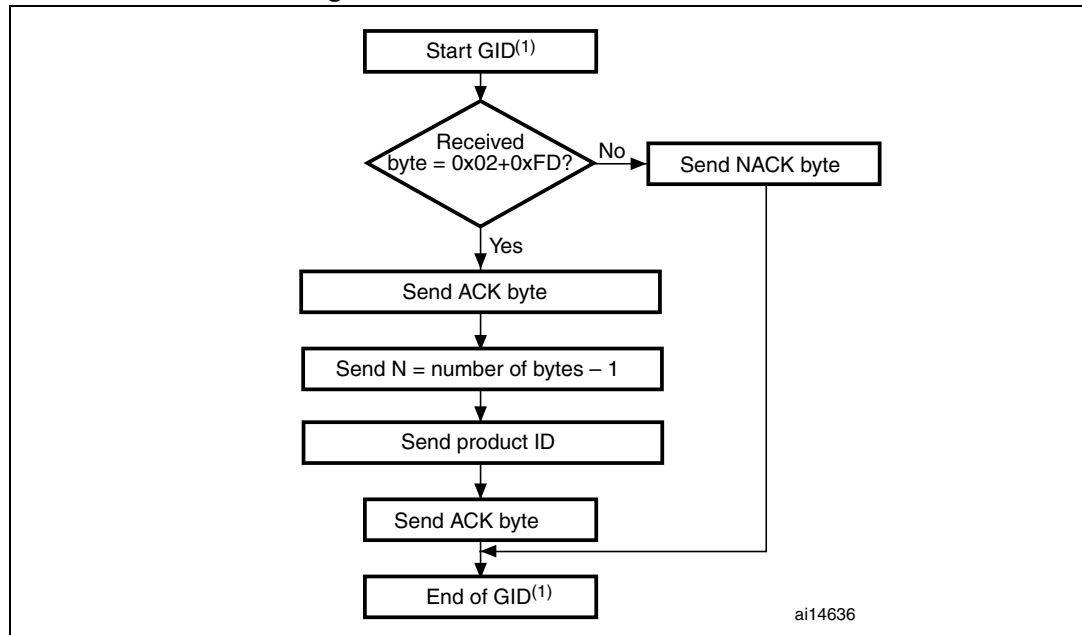 Start GID(1)
Received
byte = 0x02+0xFD?
No
Send NACK byte
Yes
Send ACK byte
Send N = number of bytes – 1
Send product ID
Send ACK byte
End of GID(1)
ai14636